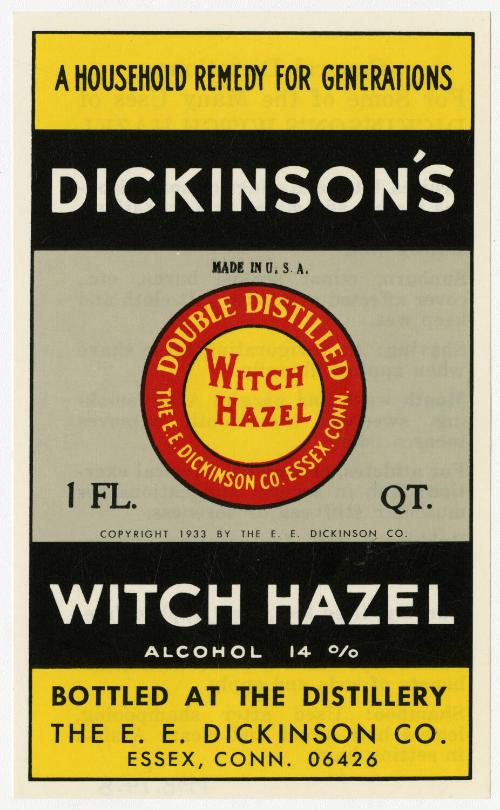 A HOUSEHOLD REMEDY FOR GENERATIONS
DICKINSON'S
MADE IN U. S. A.
DOUBLE DISTILLED
WITCH
HAZEL
THE E.E. DICKINSON CO. ESSEX, CONN.
1 FL. QT.
COPYRIGHT 1933 BY THE E. E. DICKINSON CO.
WITCH HAZEL
ALCOHOL 14 %
BOTTLED AT THE DISTILLERY
THE E. E. DICKINSON CO.
ESSEX, CONN. 06426